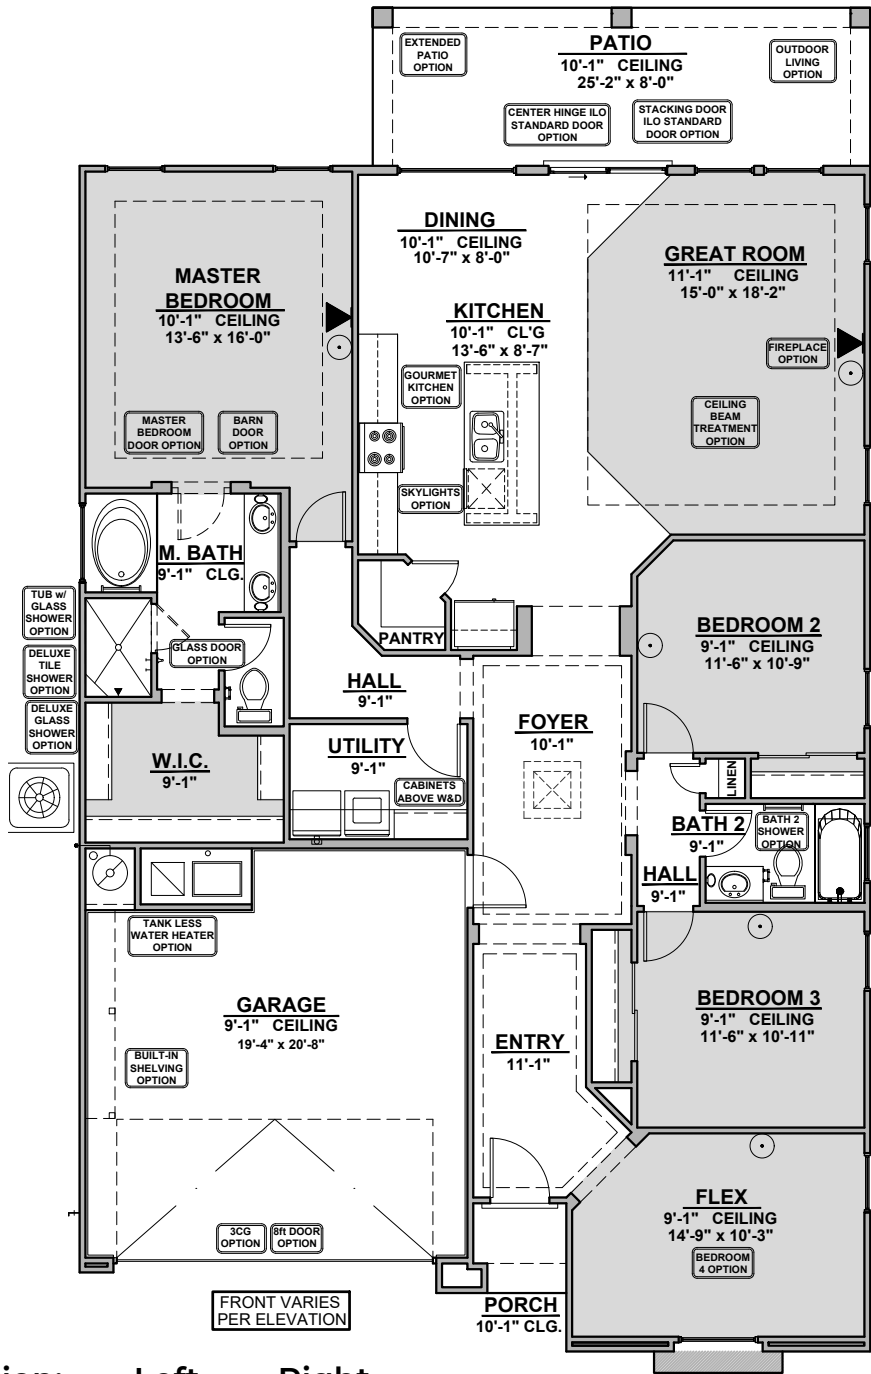 EXTENDED
PATIO
OPTION
PATIO
10'-1" CEILING
25'-2" x 8'-0"
OUTDOOR
LIVING
OPTION
CENTER HINGE ILO
STANDARD DOOR
OPTION
STACKING DOOR
ILO STANDARD
DOOR OPTION
DINING
10'-1" CEILING
10'-7" x 8'-0"
GREAT ROOM
11'-1" CEILING
15'-0" x 18'-2"
MASTER
BEDROOM
10'-1" CEILING
13'-6" x 16'-0"
KITCHEN
10'-1" CL'G
13'-6" x 8'-7"
FIREPLACE
OPTION
GOURMET
KITCHEN
OPTION
CEILING
BEAM
TREATMENT
OPTION
MASTER
BEDROOM
DOOR OPTION
BARN
DOOR
OPTION
SKYLIGHTS
OPTION
M. BATH
9'-1" CLG.
TUB w/
GLASS
SHOWER
OPTION
DELUXE
TILE
SHOWER
OPTION
DELUXE
GLASS
SHOWER
OPTION
GLASS DOOR
OPTION
PANTRY
BEDROOM 2
9'-1" CEILING
11'-6" x 10'-9"
HALL
9'-1"
FOYER
10'-1"
W.I.C.
9'-1"
UTILITY
9'-1"
CABINETS
ABOVE W&D
LINEN
BATH 2
9'-1"
BATH 2
SHOWER
OPTION
HALL
9'-1"
TANK LESS
WATER HEATER
OPTION
GARAGE
9'-1" CEILING
19'-4" x 20'-8"
BUILT-IN
SHELVING
OPTION
ENTRY
11'-1"
BEDROOM 3
9'-1" CEILING
11'-6" x 10'-11"
FLEX
9'-1" CEILING
14'-9" x 10'-3"
BEDROOM
4 OPTION
3CG
OPTION
8ft DOOR
OPTION
FRONT VARIES
PER ELEVATION
PORCH
10'-1" CLG.
Left
Right